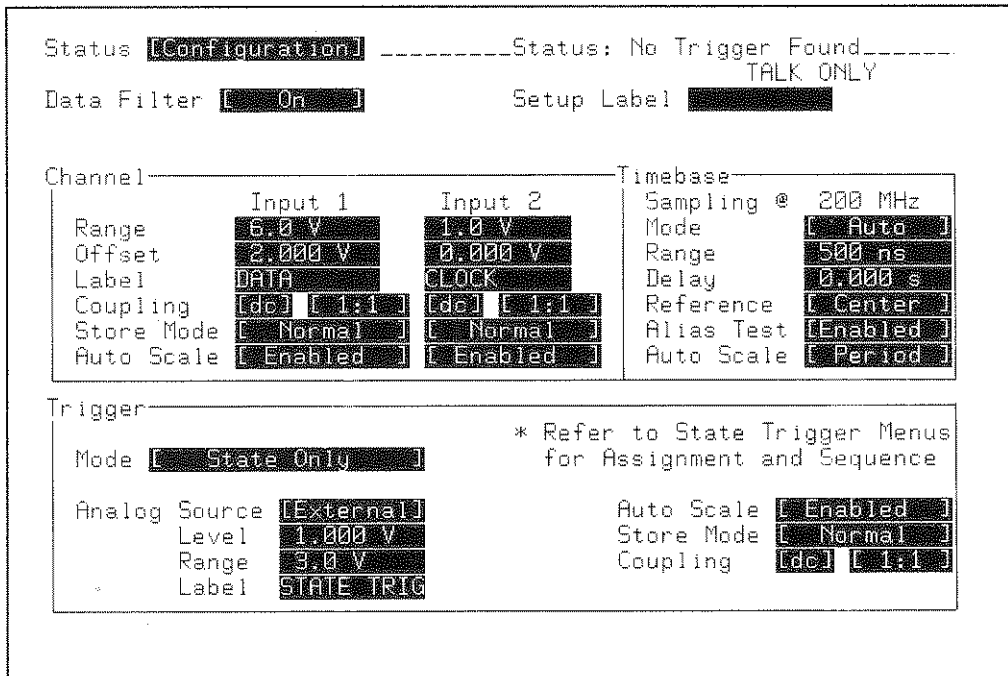 Status [Configuration] _________Status: No Trigger Found______
TALK ONLY
Data Filter [ On ] Setup Label
Channel Timebase
Input 1 Input 2 Sampling @ 200 MHz
Range 6.0 V 1.0 V Mode [ Auto ]
Offset 2.000 V 0.000 V Range 500 ns
Label DATA CLOCK Delay 0.000 s
Coupling [dc] [ 1:1 ] [dc] [ 1:1 ] Reference [ Center ]
Store Mode [ Normal ] [ Normal ] Alias Test [Enabled ]
Auto Scale [ Enabled ] [ Enabled ] Auto Scale [ Period ]
Trigger
* Refer to State Trigger Menus
Mode [ State Only ] for Assignment and Sequence
Analog Source [External] Auto Scale [ Enabled ]
Level 1.000 V Store Mode [ Normal ]
Range 3.0 V Coupling [dc] [ 1:1 ]
Label STATE TRIG